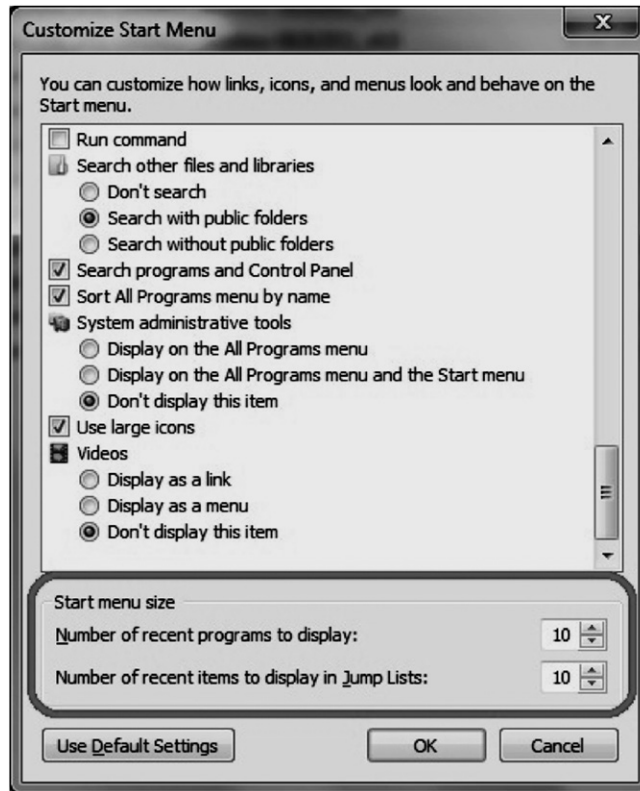 Customize Start Menu
You can customize how links, icons, and menus look and behave on the
Start menu.
Run command
Search other files and libraries
Don't search
Search with public folders
Search without public folders
Search programs and Control Panel
Sort All Programs menu by name
System administrative tools
Display on the All Programs menu
Display on the All Programs menu and the Start menu
Don't display this item
Use large icons
Videos
Display as a link
Display as a menu
Don't display this item
Start menu size
Number of recent programs to display: 10
Number of recent items to display in Jump Lists: 10
Use Default Settings OK Cancel